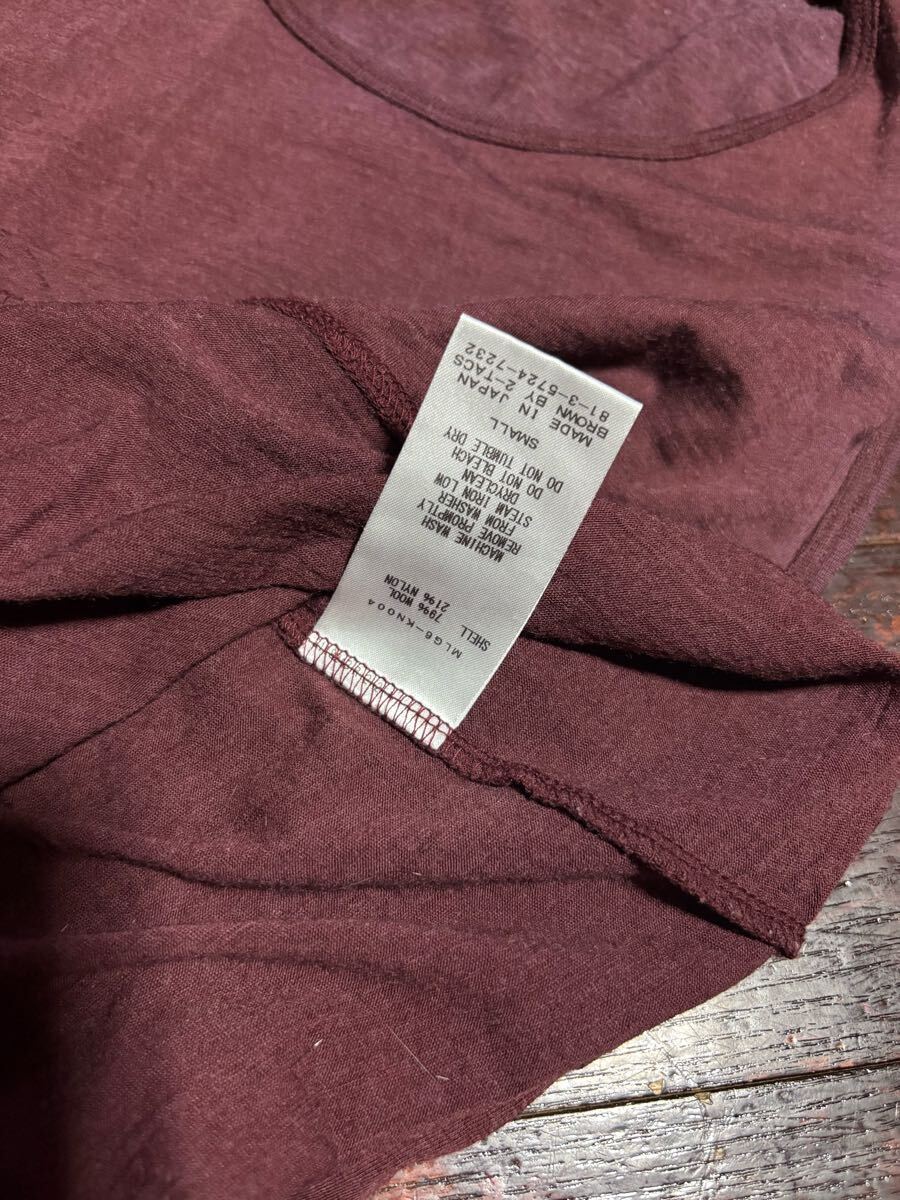 MLG6-KN004
SHELL 79% WOOL
21% NYLON
MACHINE WASH
REMOVE PROMPTLY
FROM WASHER
STEAM IRON LOW
DRYCLEAN
DO NOT BLEACH
DO NOT TUMBLE DRY
SMALL
MADE IN JAPAN
BROWN BY 2-TACS
81-3-5724-7232